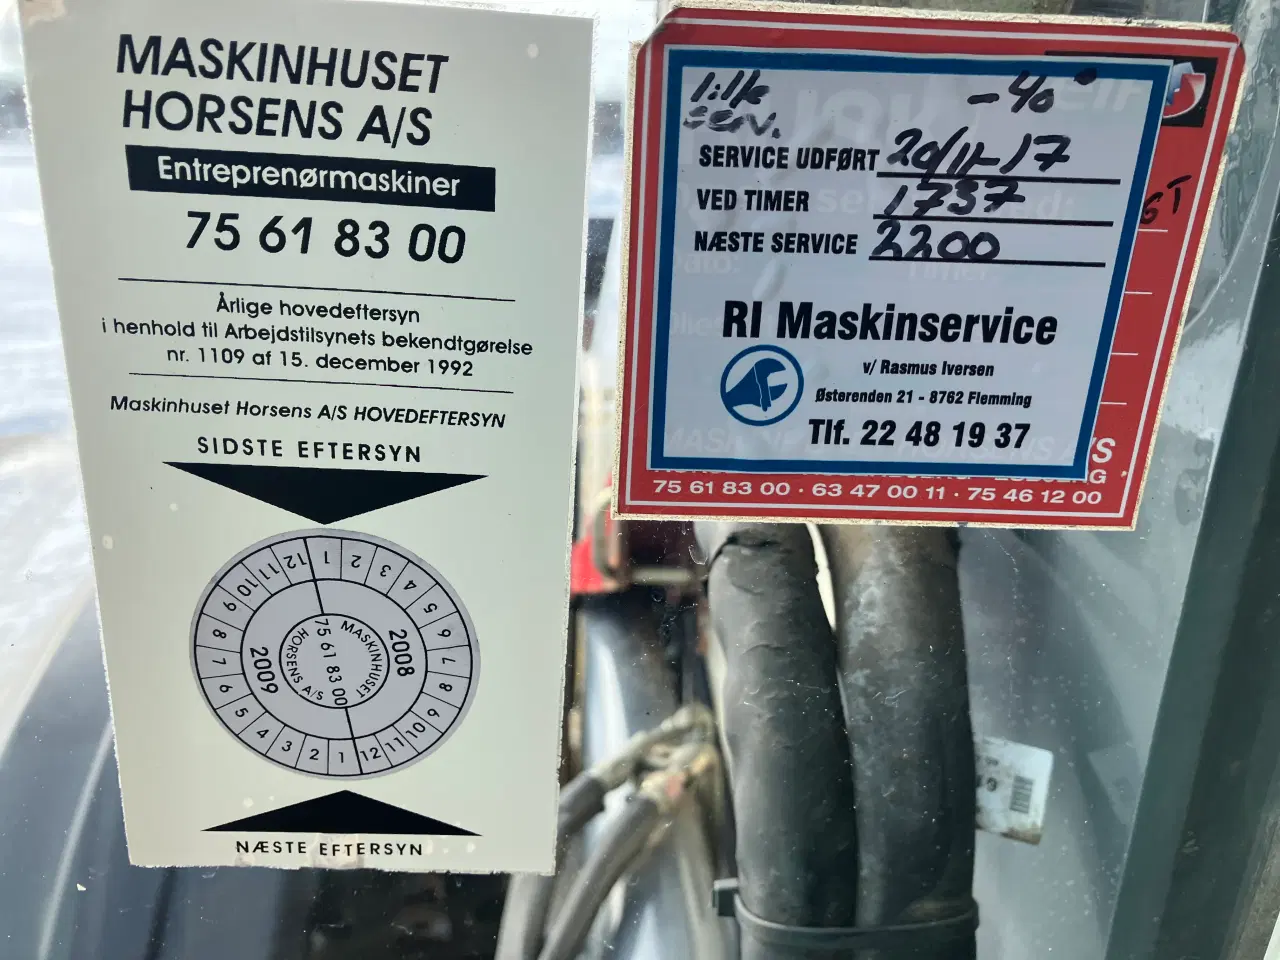 MASKINHUSET
HORSENS A/S
Entreprenørmaskiner
75 61 83 00
Årlige hovedeftersyn
i henhold til Arbejdstilsynets bekendtgørelse
nr. 1109 af 15. december 1992
Maskinhuset Horsens A/S HOVEDEFTERSYN
SIDSTE EFTERSYN
1 2 3 4 5 6 7 8 9 10 11 12
2008
1 2 3 4 5 6 7 8 9 10 11 12
2009
MASKINHUSET
75 61 83 00
HORSENS A/S
NÆSTE EFTERSYN
lille -40°
SERV.
SERVICE UDFØRT 20/11-17
VED TIMER 1737
NÆSTE SERVICE 2200
RI Maskinservice
v/ Rasmus Iversen
Østerenden 21 - 8762 Flemming
Tlf. 22 48 19 37
75 61 83 00 · 63 47 00 11 · 75 46 12 00